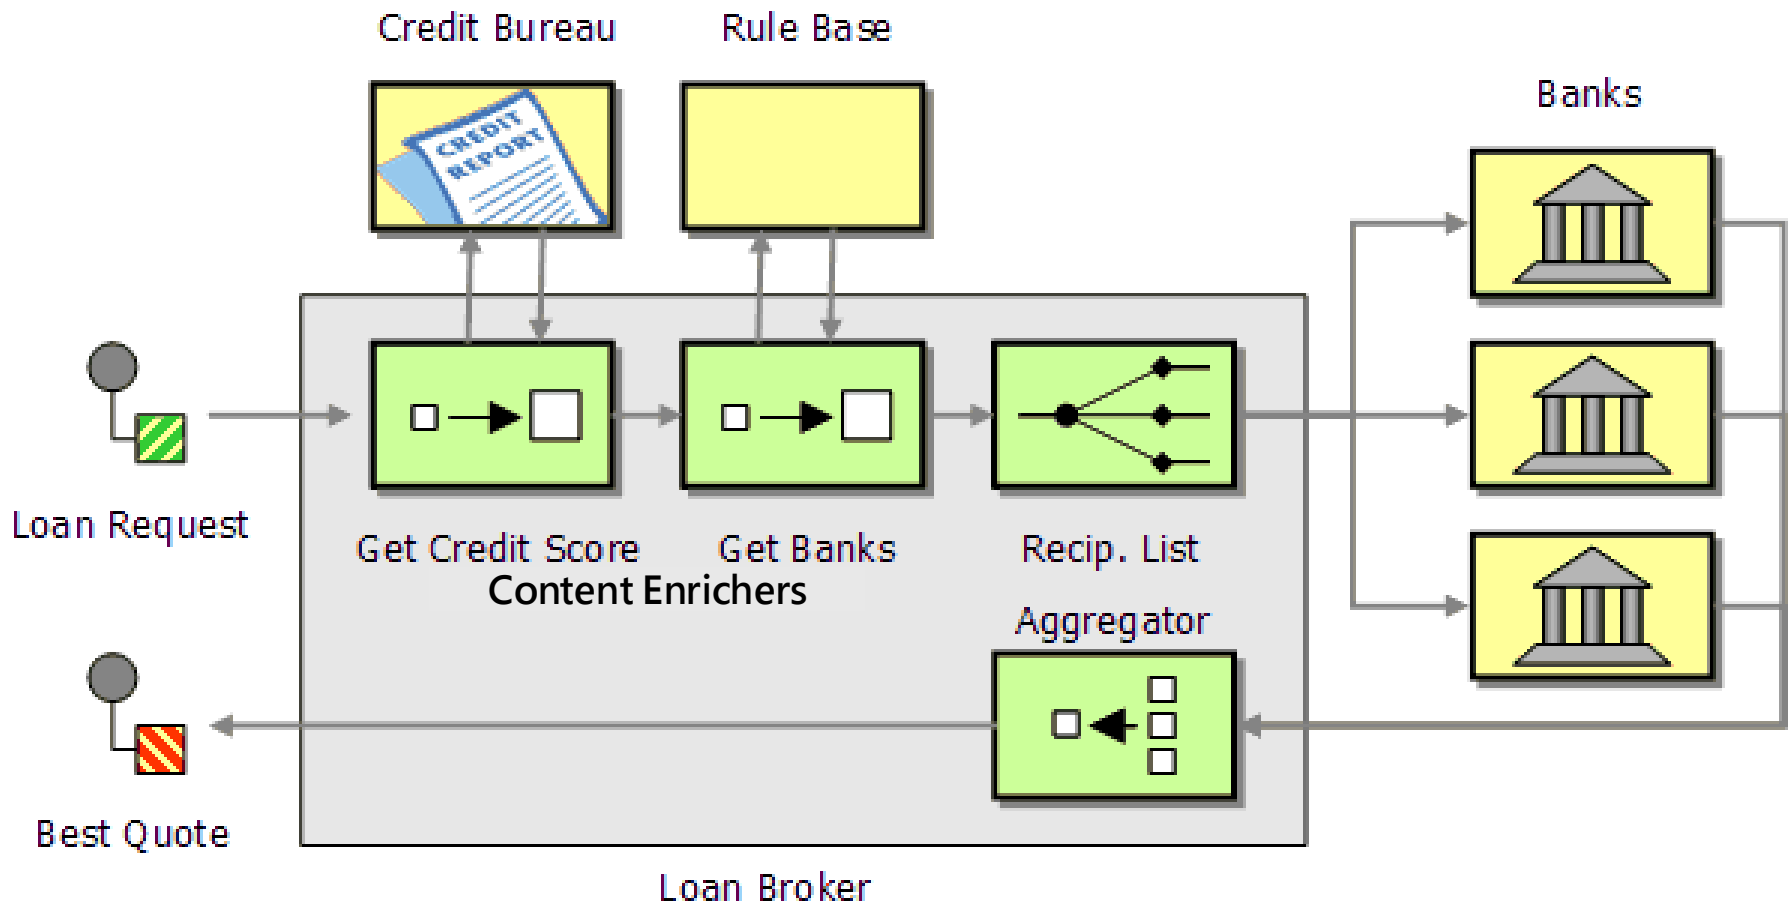 Credit Bureau
Rule Base
Banks
CREDIT
REPORT
Loan Request
Get Credit Score
Get Banks
Recip. List
Content Enrichers
Aggregator
Best Quote
Loan Broker